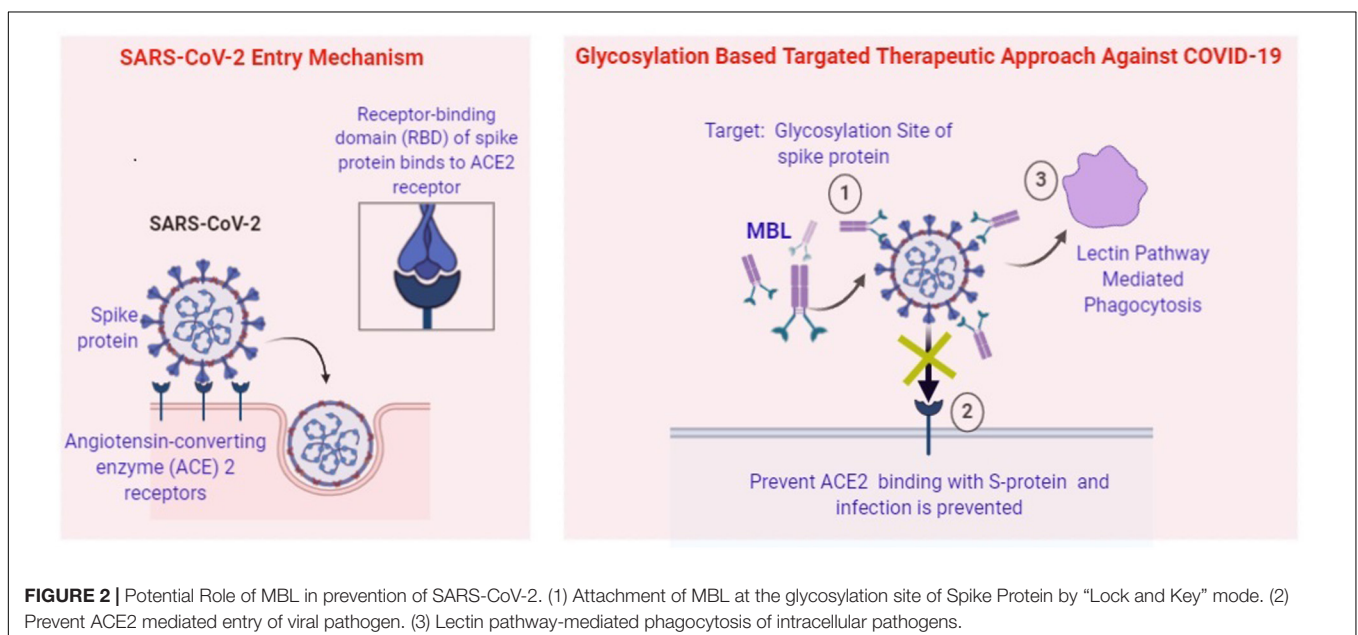 SARS-CoV-2 Entry Mechanism
Receptor-binding
domain (RBD) of spike
protein binds to ACE2
receptor
SARS-CoV-2
Spike
protein
Angiotensin-converting
enzyme (ACE) 2
receptors
Glycosylation Based Targeted Therapeutic Approach Against COVID-19
Target: Glycosylation Site of
spike protein
1
3
MBL
Lectin Pathway
Mediated
Phagocytosis
2
Prevent ACE2 binding with S-protein and
infection is prevented
FIGURE 2 | Potential Role of MBL in prevention of SARS-CoV-2. (1) Attachment of MBL at the glycosylation site of Spike Protein by “Lock and Key” mode. (2)
Prevent ACE2 mediated entry of viral pathogen. (3) Lectin pathway-mediated phagocytosis of intracellular pathogens.